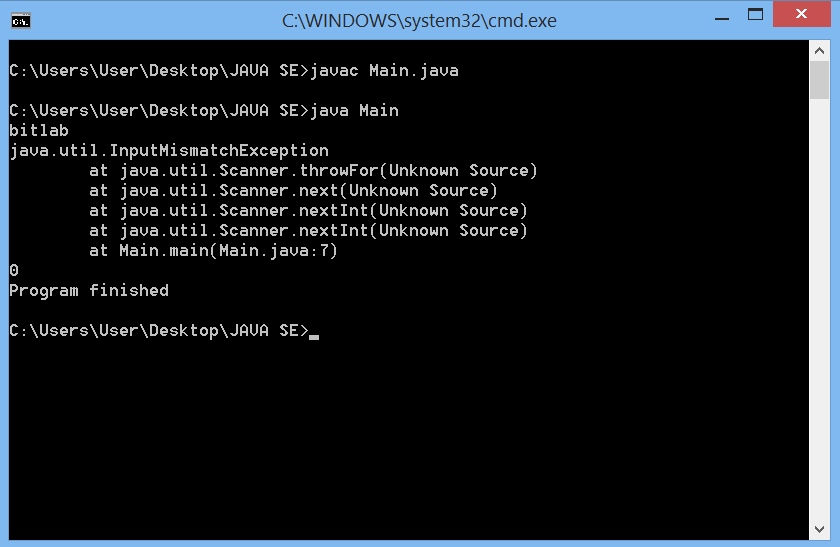 C:\WINDOWS\system32\cmd.exe
C:\Users\User\Desktop\JAVA SE>javac Main.java
C:\Users\User\Desktop\JAVA SE>java Main
bitlab
java.util.InputMismatchException
        at java.util.Scanner.throwFor(Unknown Source)
        at java.util.Scanner.next(Unknown Source)
        at java.util.Scanner.nextInt(Unknown Source)
        at java.util.Scanner.nextInt(Unknown Source)
        at Main.main(Main.java:7)
0
Program finished
C:\Users\User\Desktop\JAVA SE>